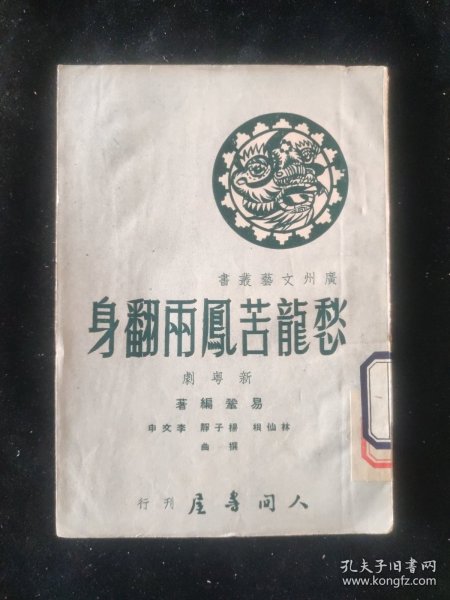 廣州文藝叢書
愁龍苦鳳兩翻身
新粵劇
易鞏編著
林仙根 楊子靜 李文申
撰曲
人間書屋 刊行
孔夫子旧书网
www.kongfz.com